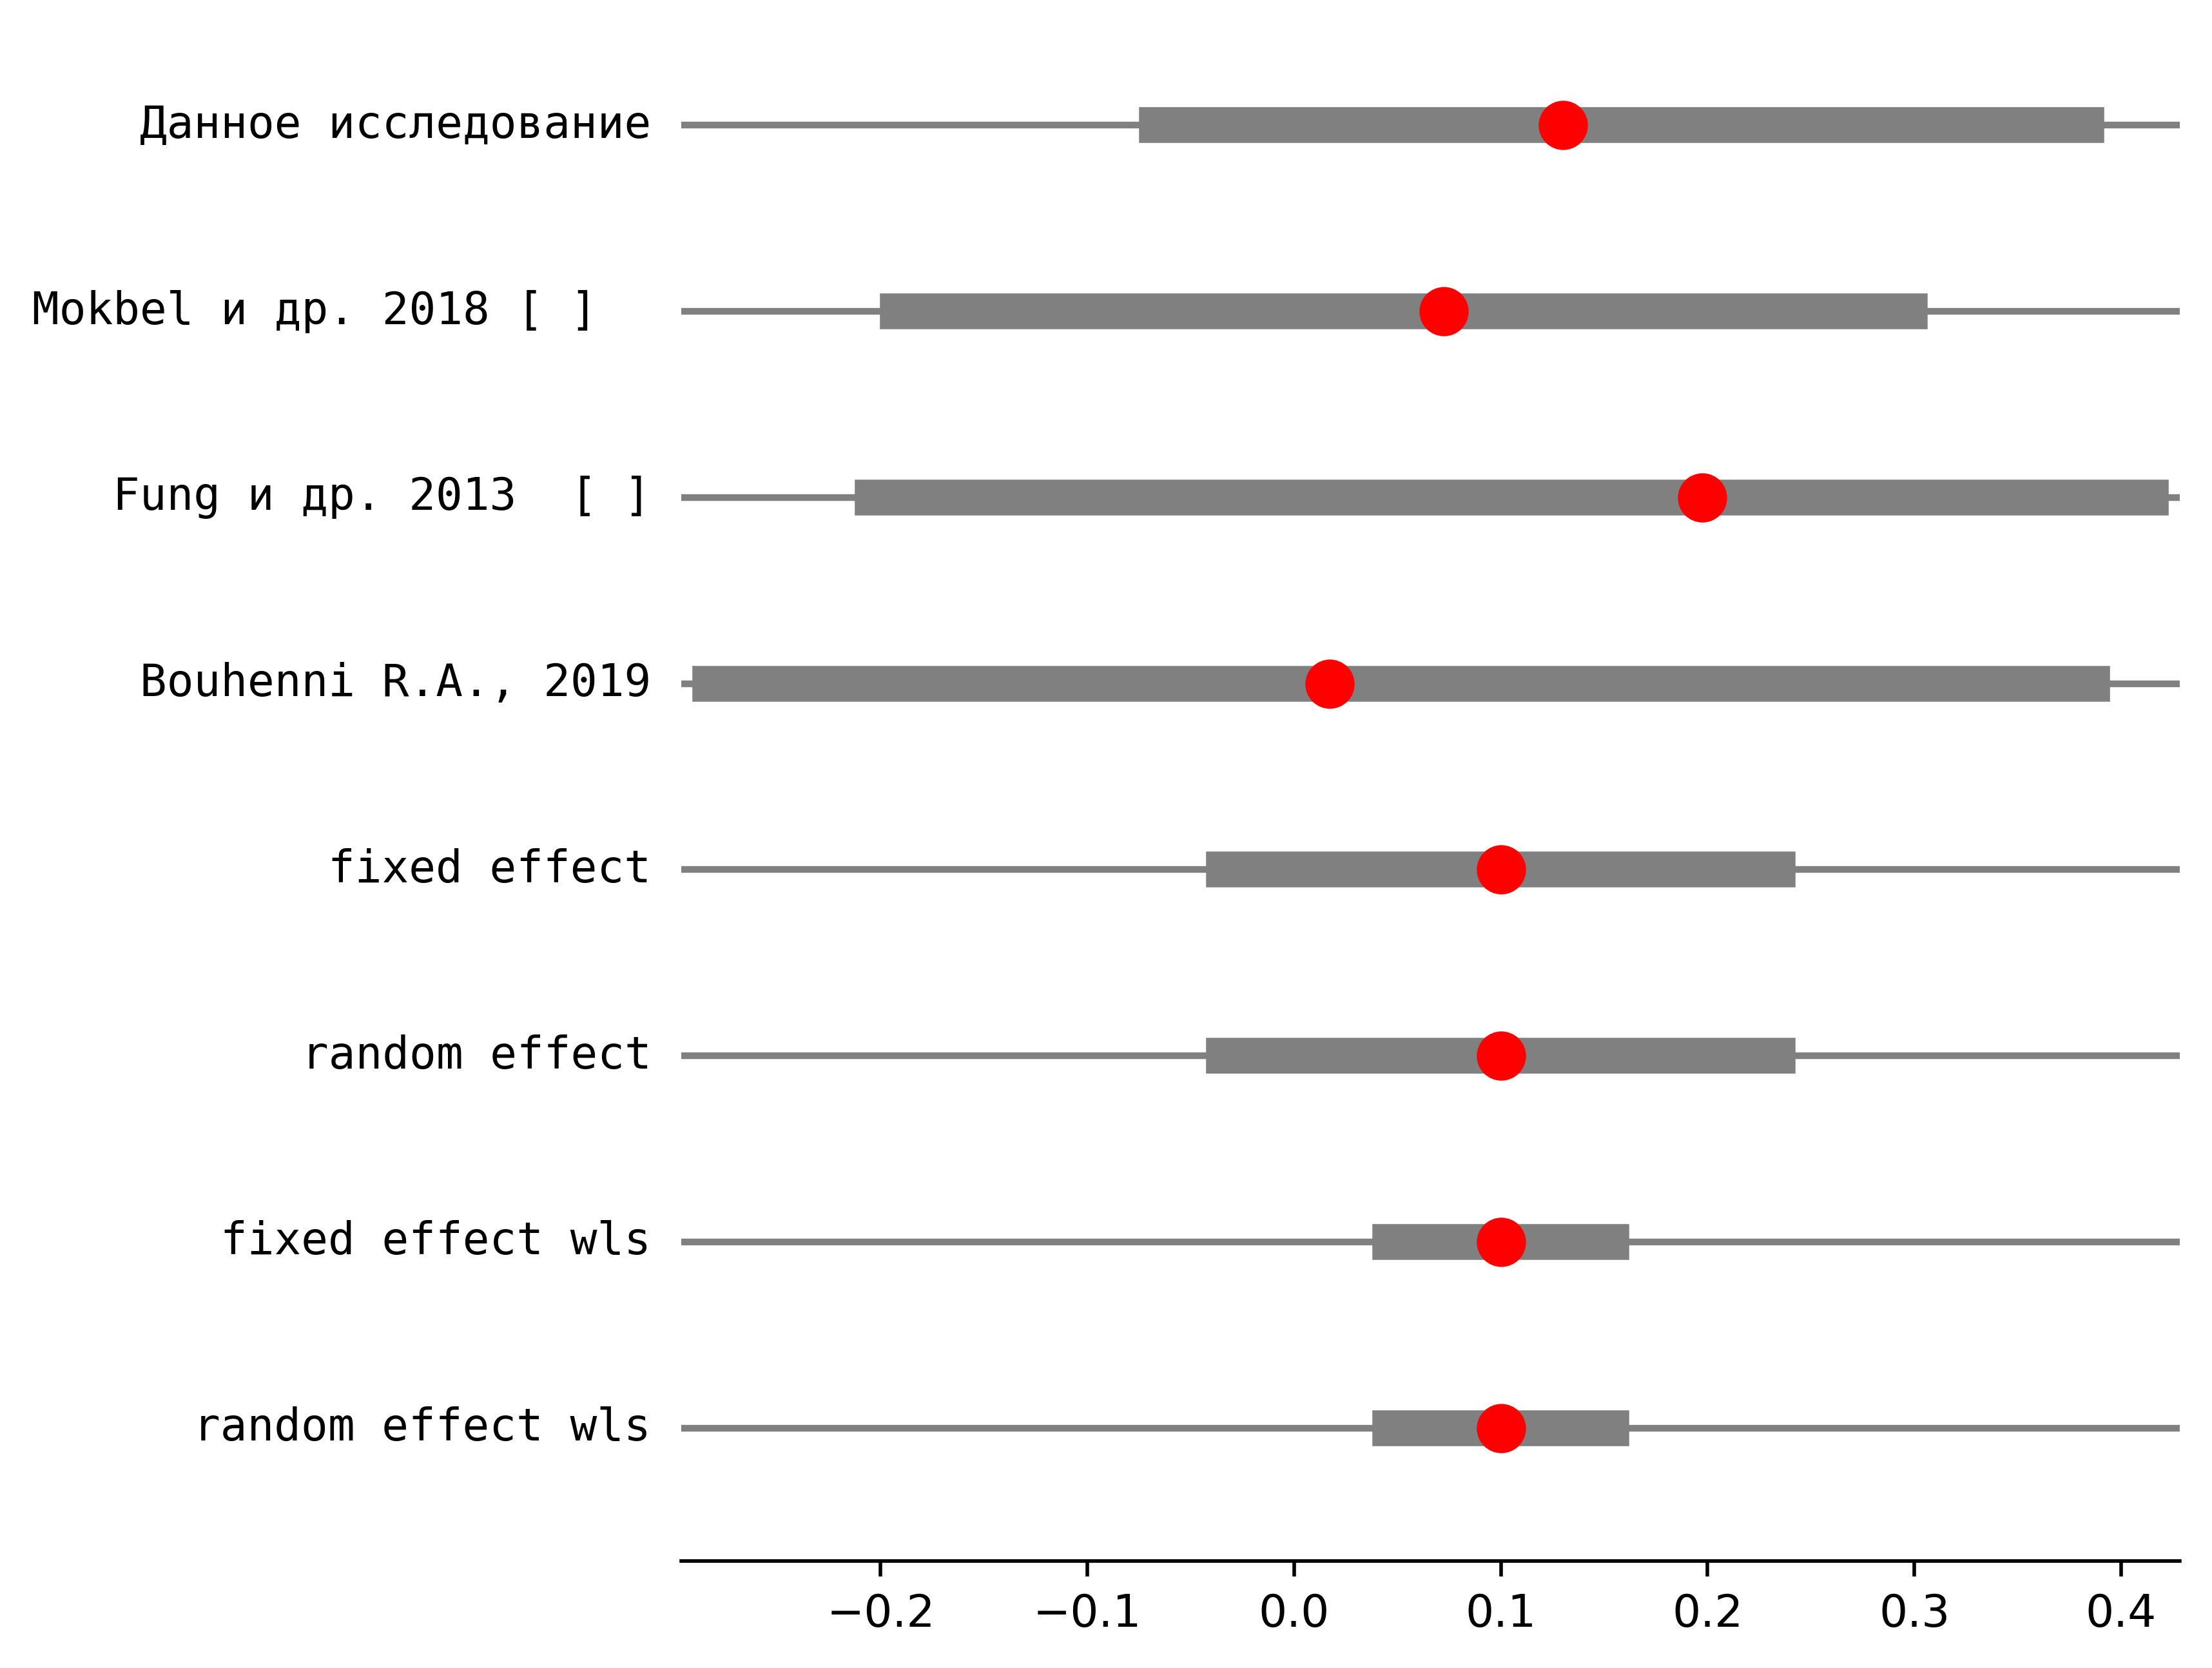 Данное исследование
Mokbel и др. 2018 [ ]
Fung и др. 2013  [ ]
Bouhenni R.A., 2019
fixed effect
random effect
fixed effect wls
random effect wls
−0.2 −0.1 0.0 0.1 0.2 0.3 0.4